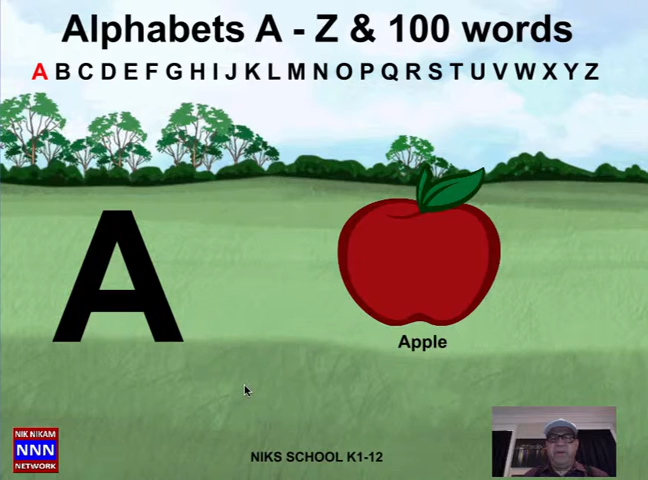 Alphabets A - Z & 100 words
A B C D E F G H I J K L M N O P Q R S T U V W X Y Z
A
Apple
NIK NIKAM
NNN
NETWORK
NIKS SCHOOL K1-12